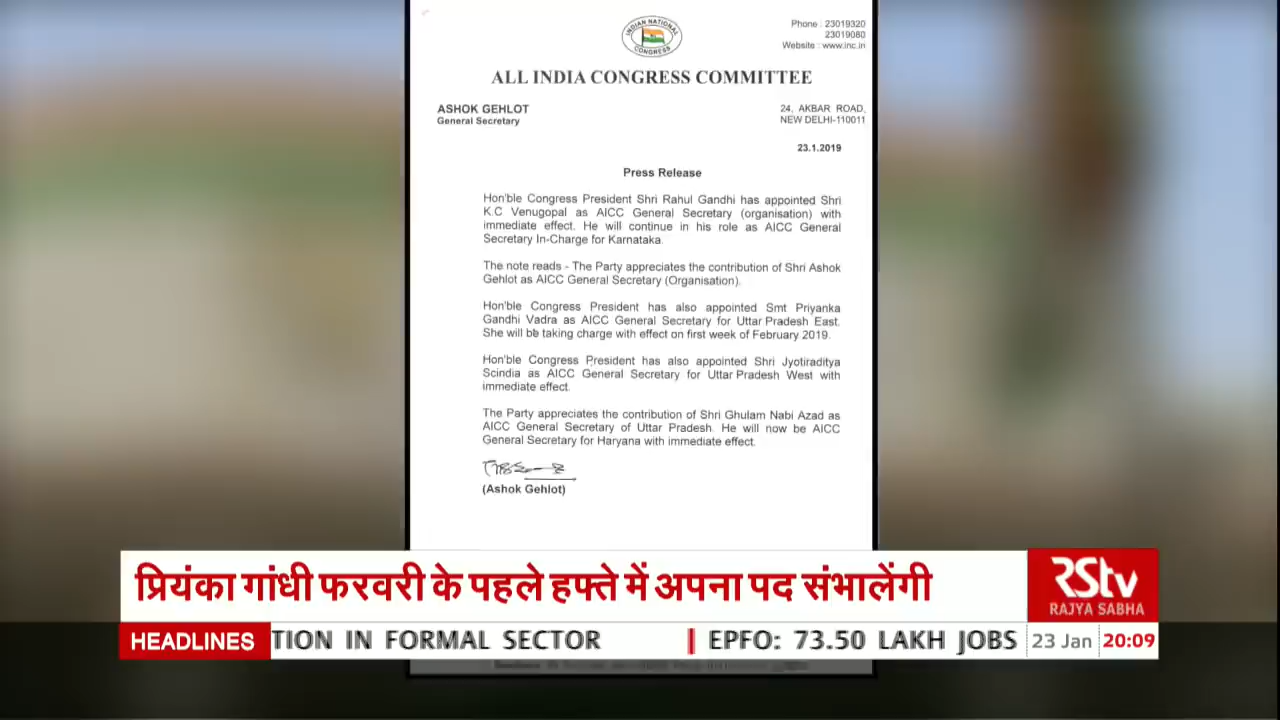 INDIAN NATIONAL
CONGRESS
Phone : 23019320
23019080
Website : www.inc.in
ALL INDIA CONGRESS COMMITTEE
ASHOK GEHLOT
General Secretary
24, AKBAR ROAD,
NEW DELHI-110011
23.1.2019
Press Release
Hon'ble Congress President Shri Rahul Gandhi has appointed Shri
K.C Venugopal as AICC General Secretary (organisation) with
immediate effect. He will continue in his role as AICC General
Secretary In-Charge for Karnataka.
The note reads - The Party appreciates the contribution of Shri Ashok
Gehlot as AICC General Secretary (Organisation).
Hon'ble Congress President has also appointed Smt Priyanka
Gandhi Vadra as AICC General Secretary for Uttar Pradesh East.
She will be taking charge with effect on first week of February 2019.
Hon'ble Congress President has also appointed Shri Jyotiraditya
Scindia as AICC General Secretary for Uttar Pradesh West with
immediate effect.
The Party appreciates the contribution of Shri Ghulam Nabi Azad as
AICC General Secretary of Uttar Pradesh. He will now be AICC
General Secretary for Haryana with immediate effect.
(Ashok Gehlot)
प्रियंका गांधी फरवरी के पहले हफ्ते में अपना पद संभालेंगी
RStv
RAJYA SABHA
HEADLINES
TION IN FORMAL SECTOR | EPFO: 73.50 LAKH JOBS
23 Jan
20:09